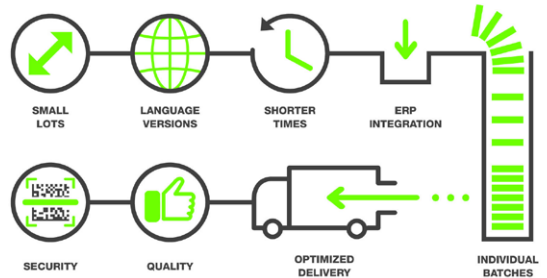 SMALL
LOTS
LANGUAGE
VERSIONS
SHORTER
TIMES
ERP
INTEGRATION
SECURITY
QUALITY
OPTIMIZED
DELIVERY
INDIVIDUAL
BATCHES